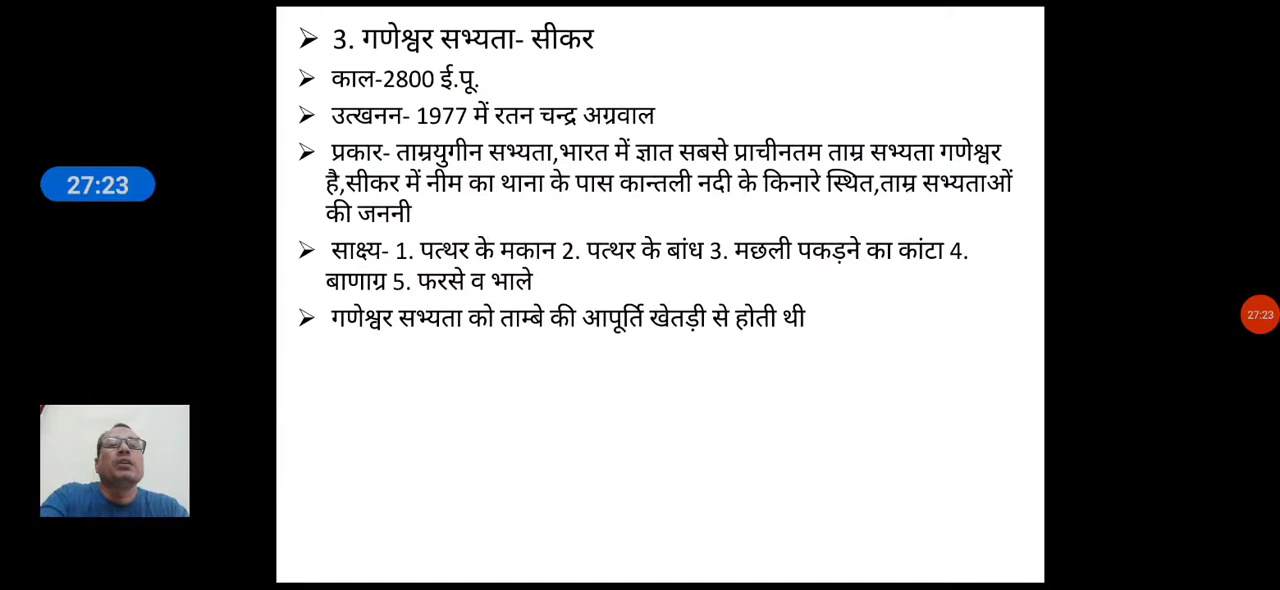 ➢ 3. गणेश्वर सभ्यता- सीकर
➢ काल-2800 ई.पू.
➢ उत्खनन- 1977 में रतन चन्द्र अग्रवाल
➢ प्रकार- ताम्रयुगीन सभ्यता,भारत में ज्ञात सबसे प्राचीनतम ताम्र सभ्यता गणेश्वर
है,सीकर में नीम का थाना के पास कान्तली नदी के किनारे स्थित,ताम्र सभ्यताओं
की जननी
➢ साक्ष्य- 1. पत्थर के मकान 2. पत्थर के बांध 3. मछली पकड़ने का कांटा 4.
बाणाग्र 5. फरसे व भाले
➢ गणेश्वर सभ्यता को ताम्बे की आपूर्ति खेतड़ी से होती थी
27:23
27:23